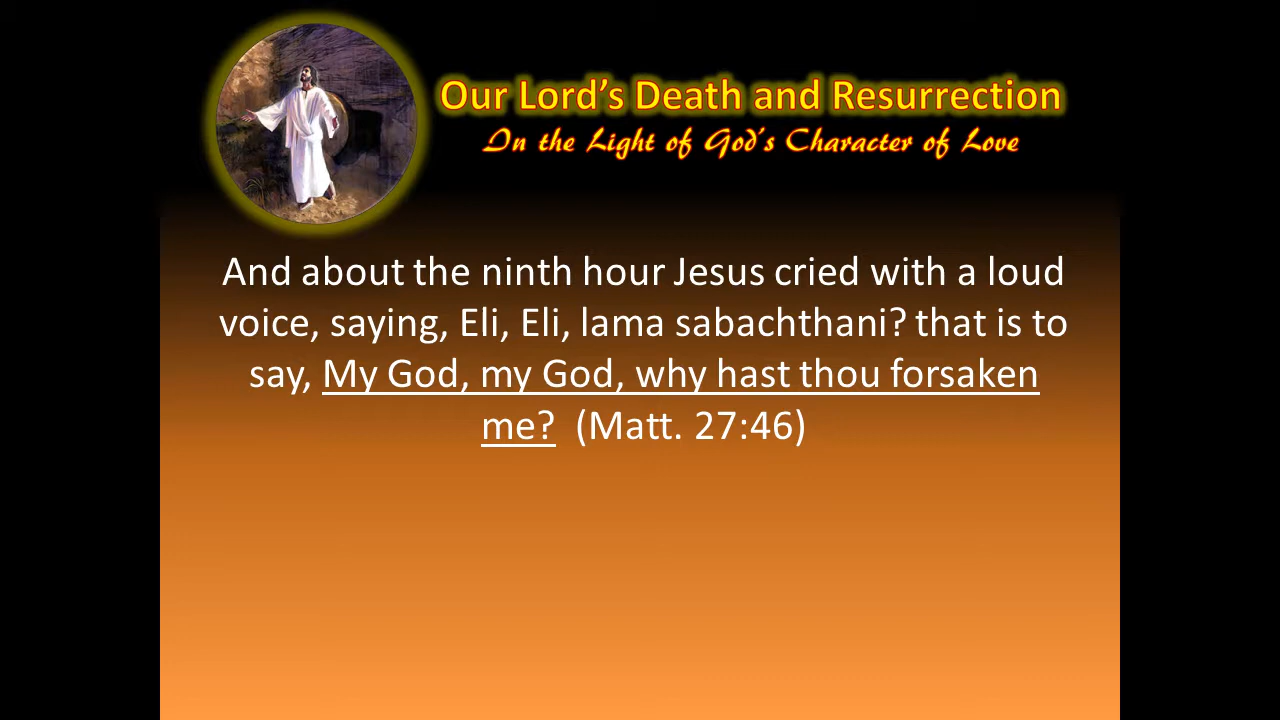 Our Lord's Death and Resurrection
In the Light of God's Character of Love
And about the ninth hour Jesus cried with a loud
voice, saying, Eli, Eli, lama sabachthani? that is to
say, My God, my God, why hast thou forsaken
me?  (Matt. 27:46)